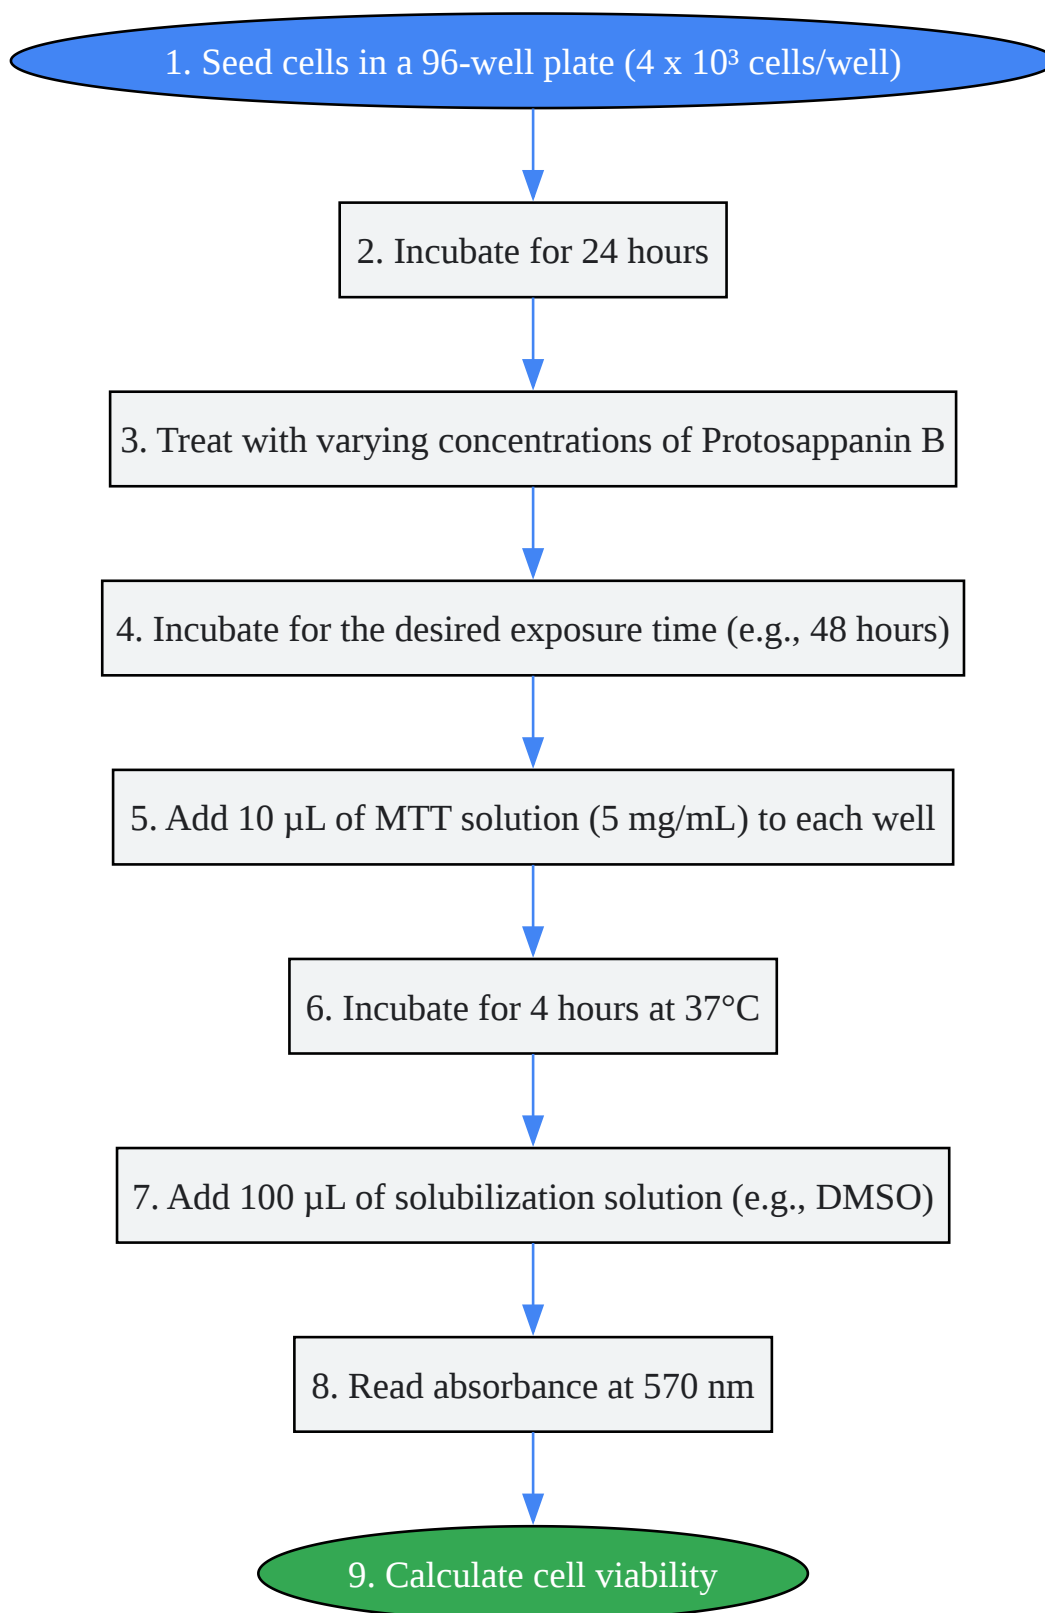 1. Seed cells in a 96-well plate (4 x 10³ cells/well)
2. Incubate for 24 hours
3. Treat with varying concentrations of Protosappanin B
4. Incubate for the desired exposure time (e.g., 48 hours)
5. Add 10 µL of MTT solution (5 mg/mL) to each well
6. Incubate for 4 hours at 37°C
7. Add 100 µL of solubilization solution (e.g., DMSO)
8. Read absorbance at 570 nm
9. Calculate cell viability